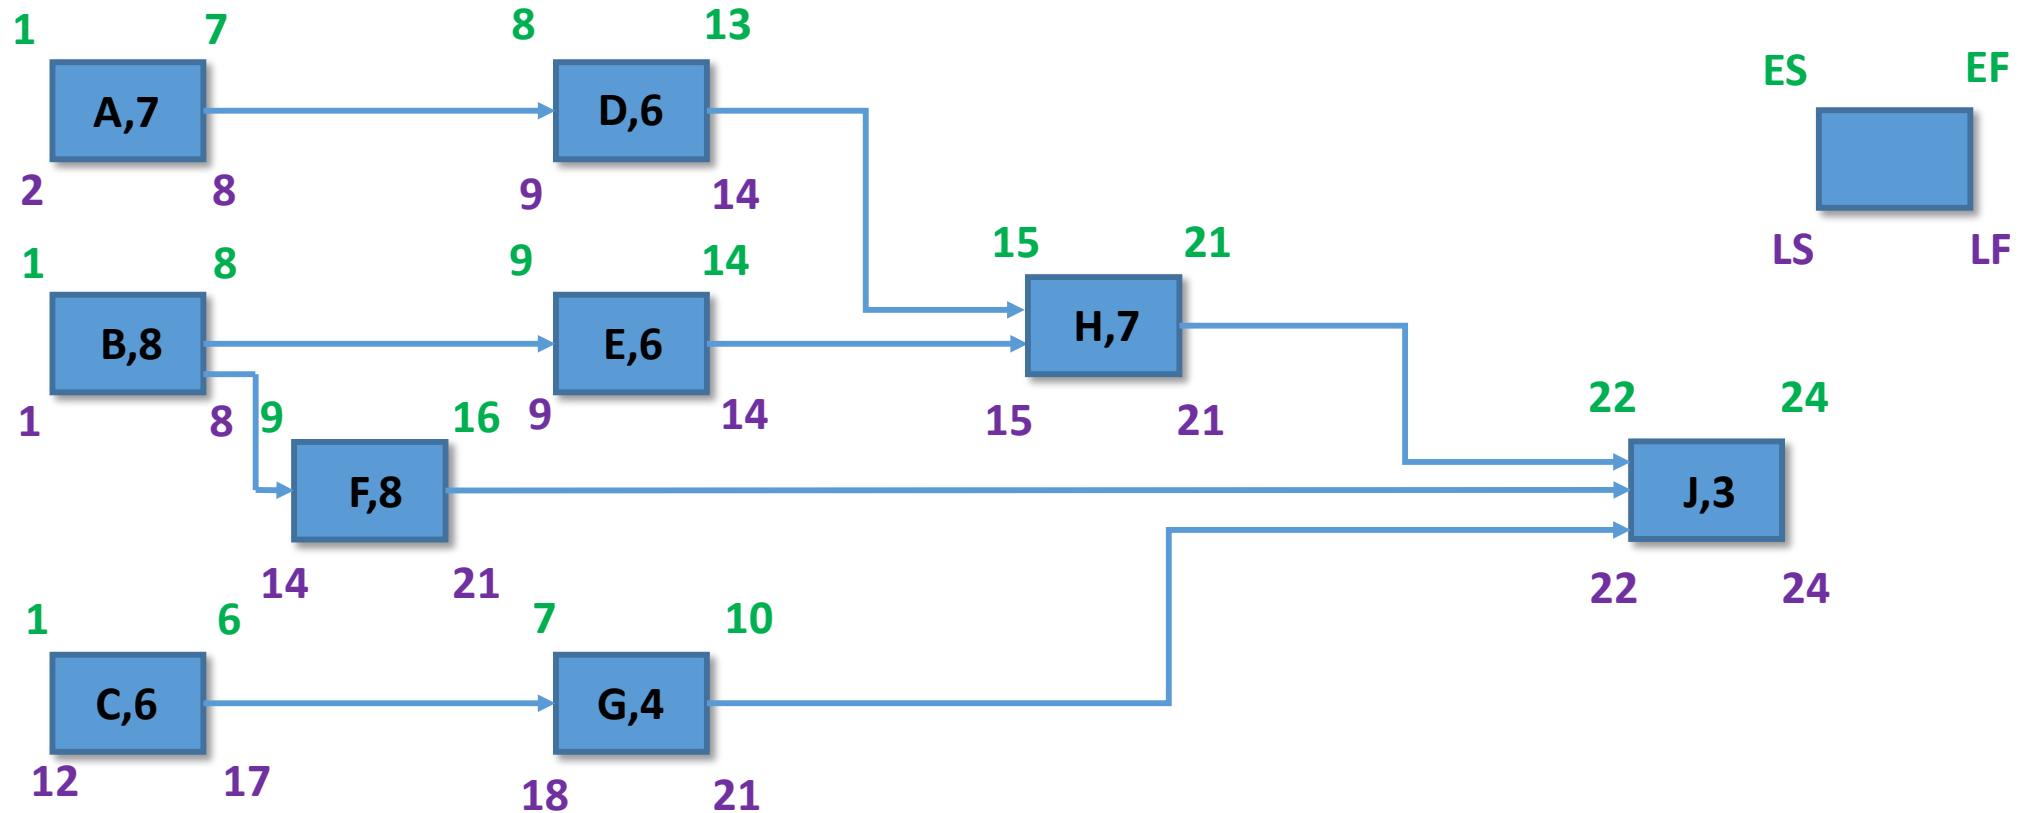 1 7 8 13
ES EF
A,7 D,6
2 8 9 14
LS LF
1 8 9 14 15 21
B,8 E,6 H,7
1 8 9 16 9 14 15 21 22 24
F,8 J,3
14 21 22 24
1 6 7 10
C,6 G,4
12 17 18 21